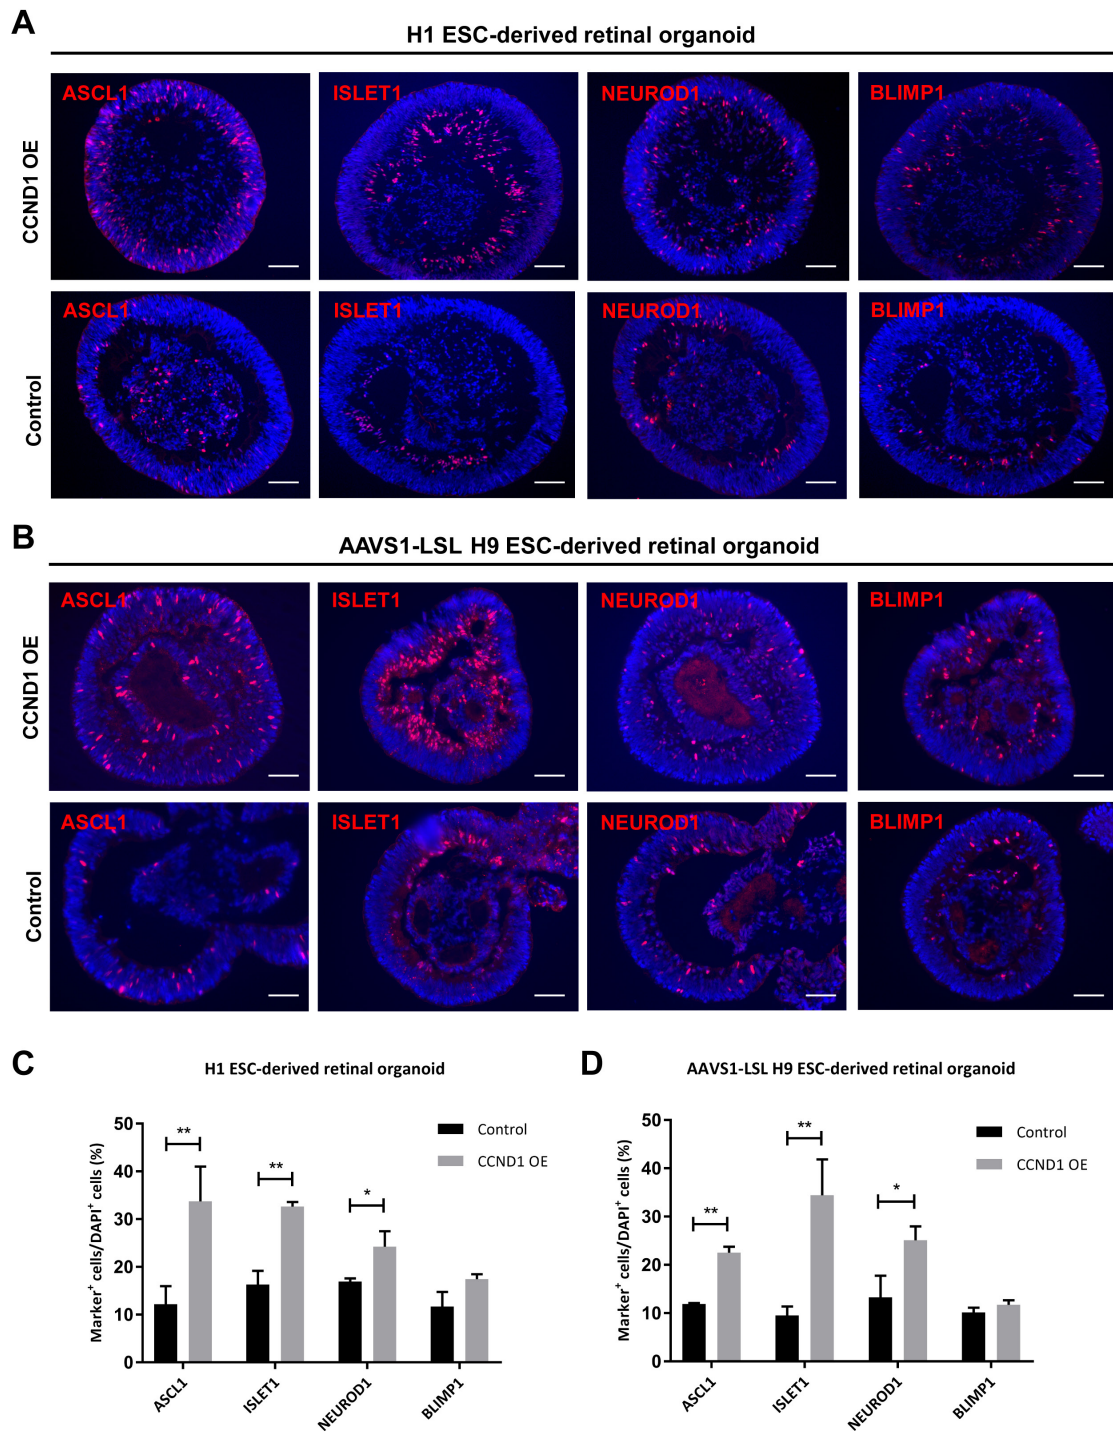 A
H1 ESC-derived retinal organoid
CCND1 OE
ASCL1
ISLET1
NEUROD1
BLIMP1
Control
ASCL1
ISLET1
NEUROD1
BLIMP1
B
AAVS1-LSL H9 ESC-derived retinal organoid
CCND1 OE
ASCL1
ISLET1
NEUROD1
BLIMP1
Control
ASCL1
ISLET1
NEUROD1
BLIMP1
C
H1 ESC-derived retinal organoid
Marker⁺ cells/DAPI⁺ cells (%)
50
40
30
20
10
0
**
**
*
Control
CCND1 OE
ASCL1
ISLET1
NEUROD1
BLIMP1
D
AAVS1-LSL H9 ESC-derived retinal organoid
Marker⁺ cells/DAPI⁺ cells (%)
50
40
30
20
10
0
**
**
*
Control
CCND1 OE
ASCL1
ISLET1
NEUROD1
BLIMP1